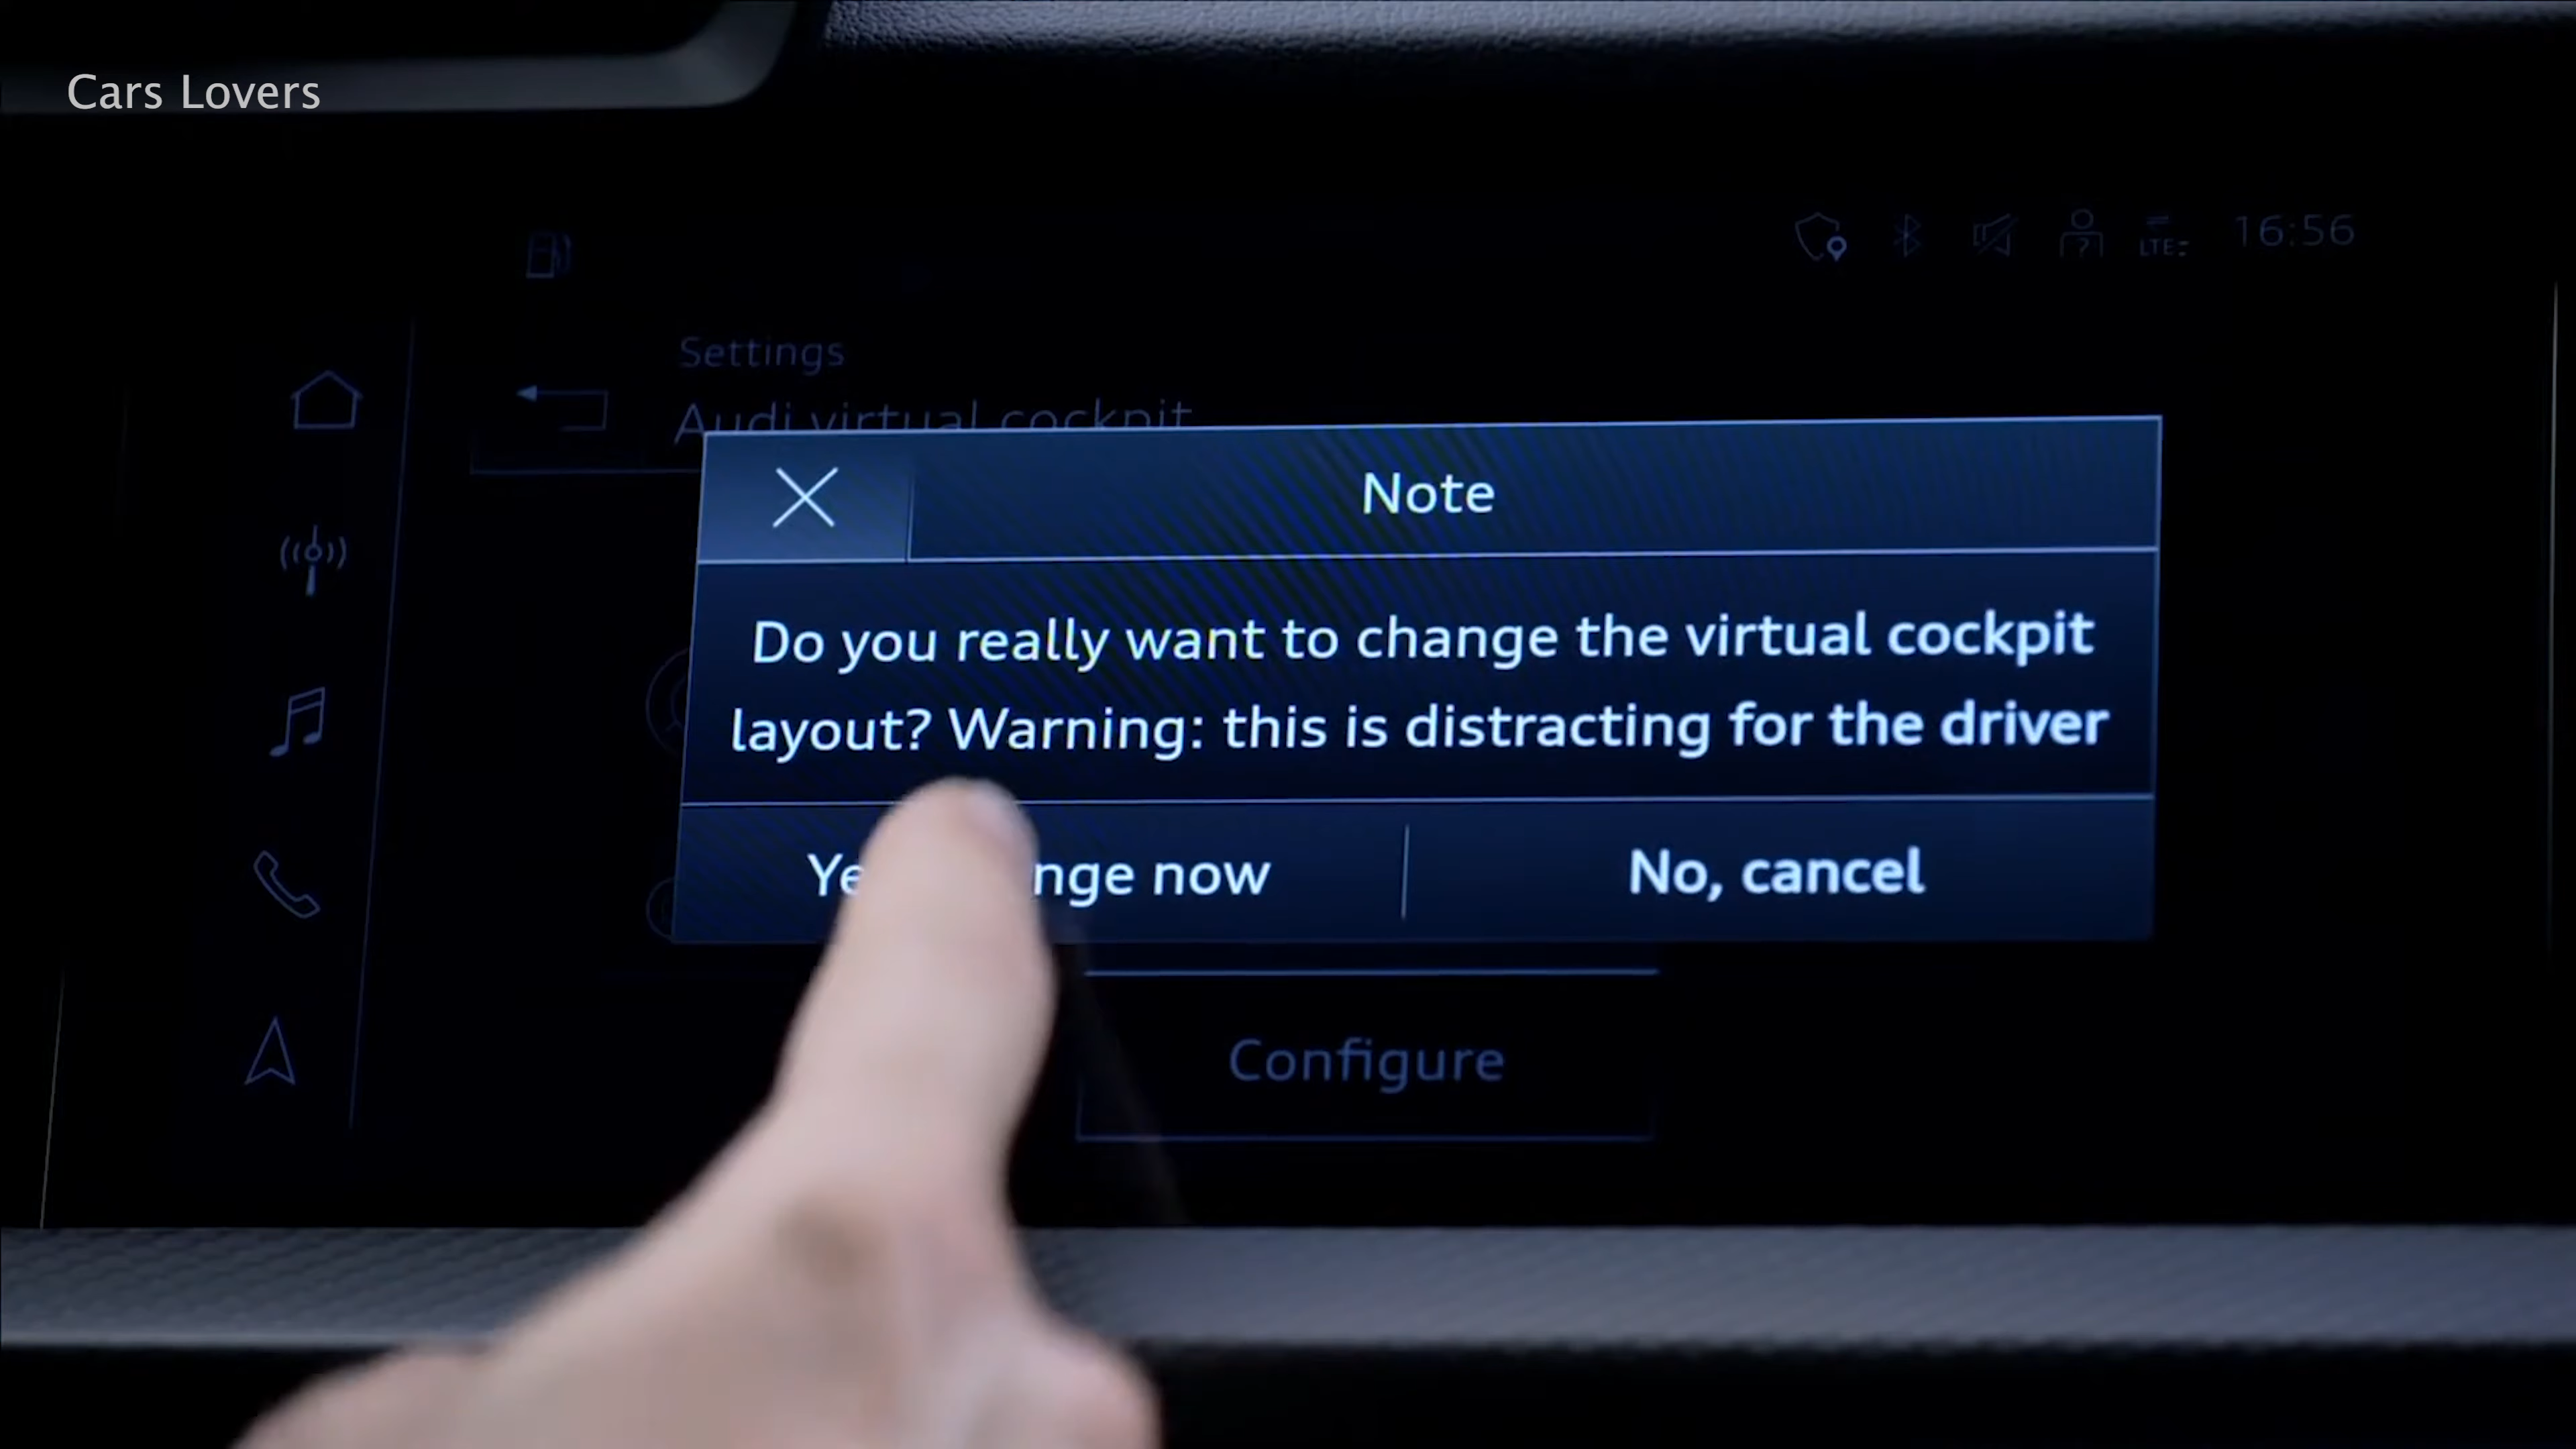 Cars Lovers
LTE
16:56
Settings
Audi virtual cockpit
Note
Do you really want to change the virtual cockpit
layout? Warning: this is distracting for the driver
now
No, cancel
Configure